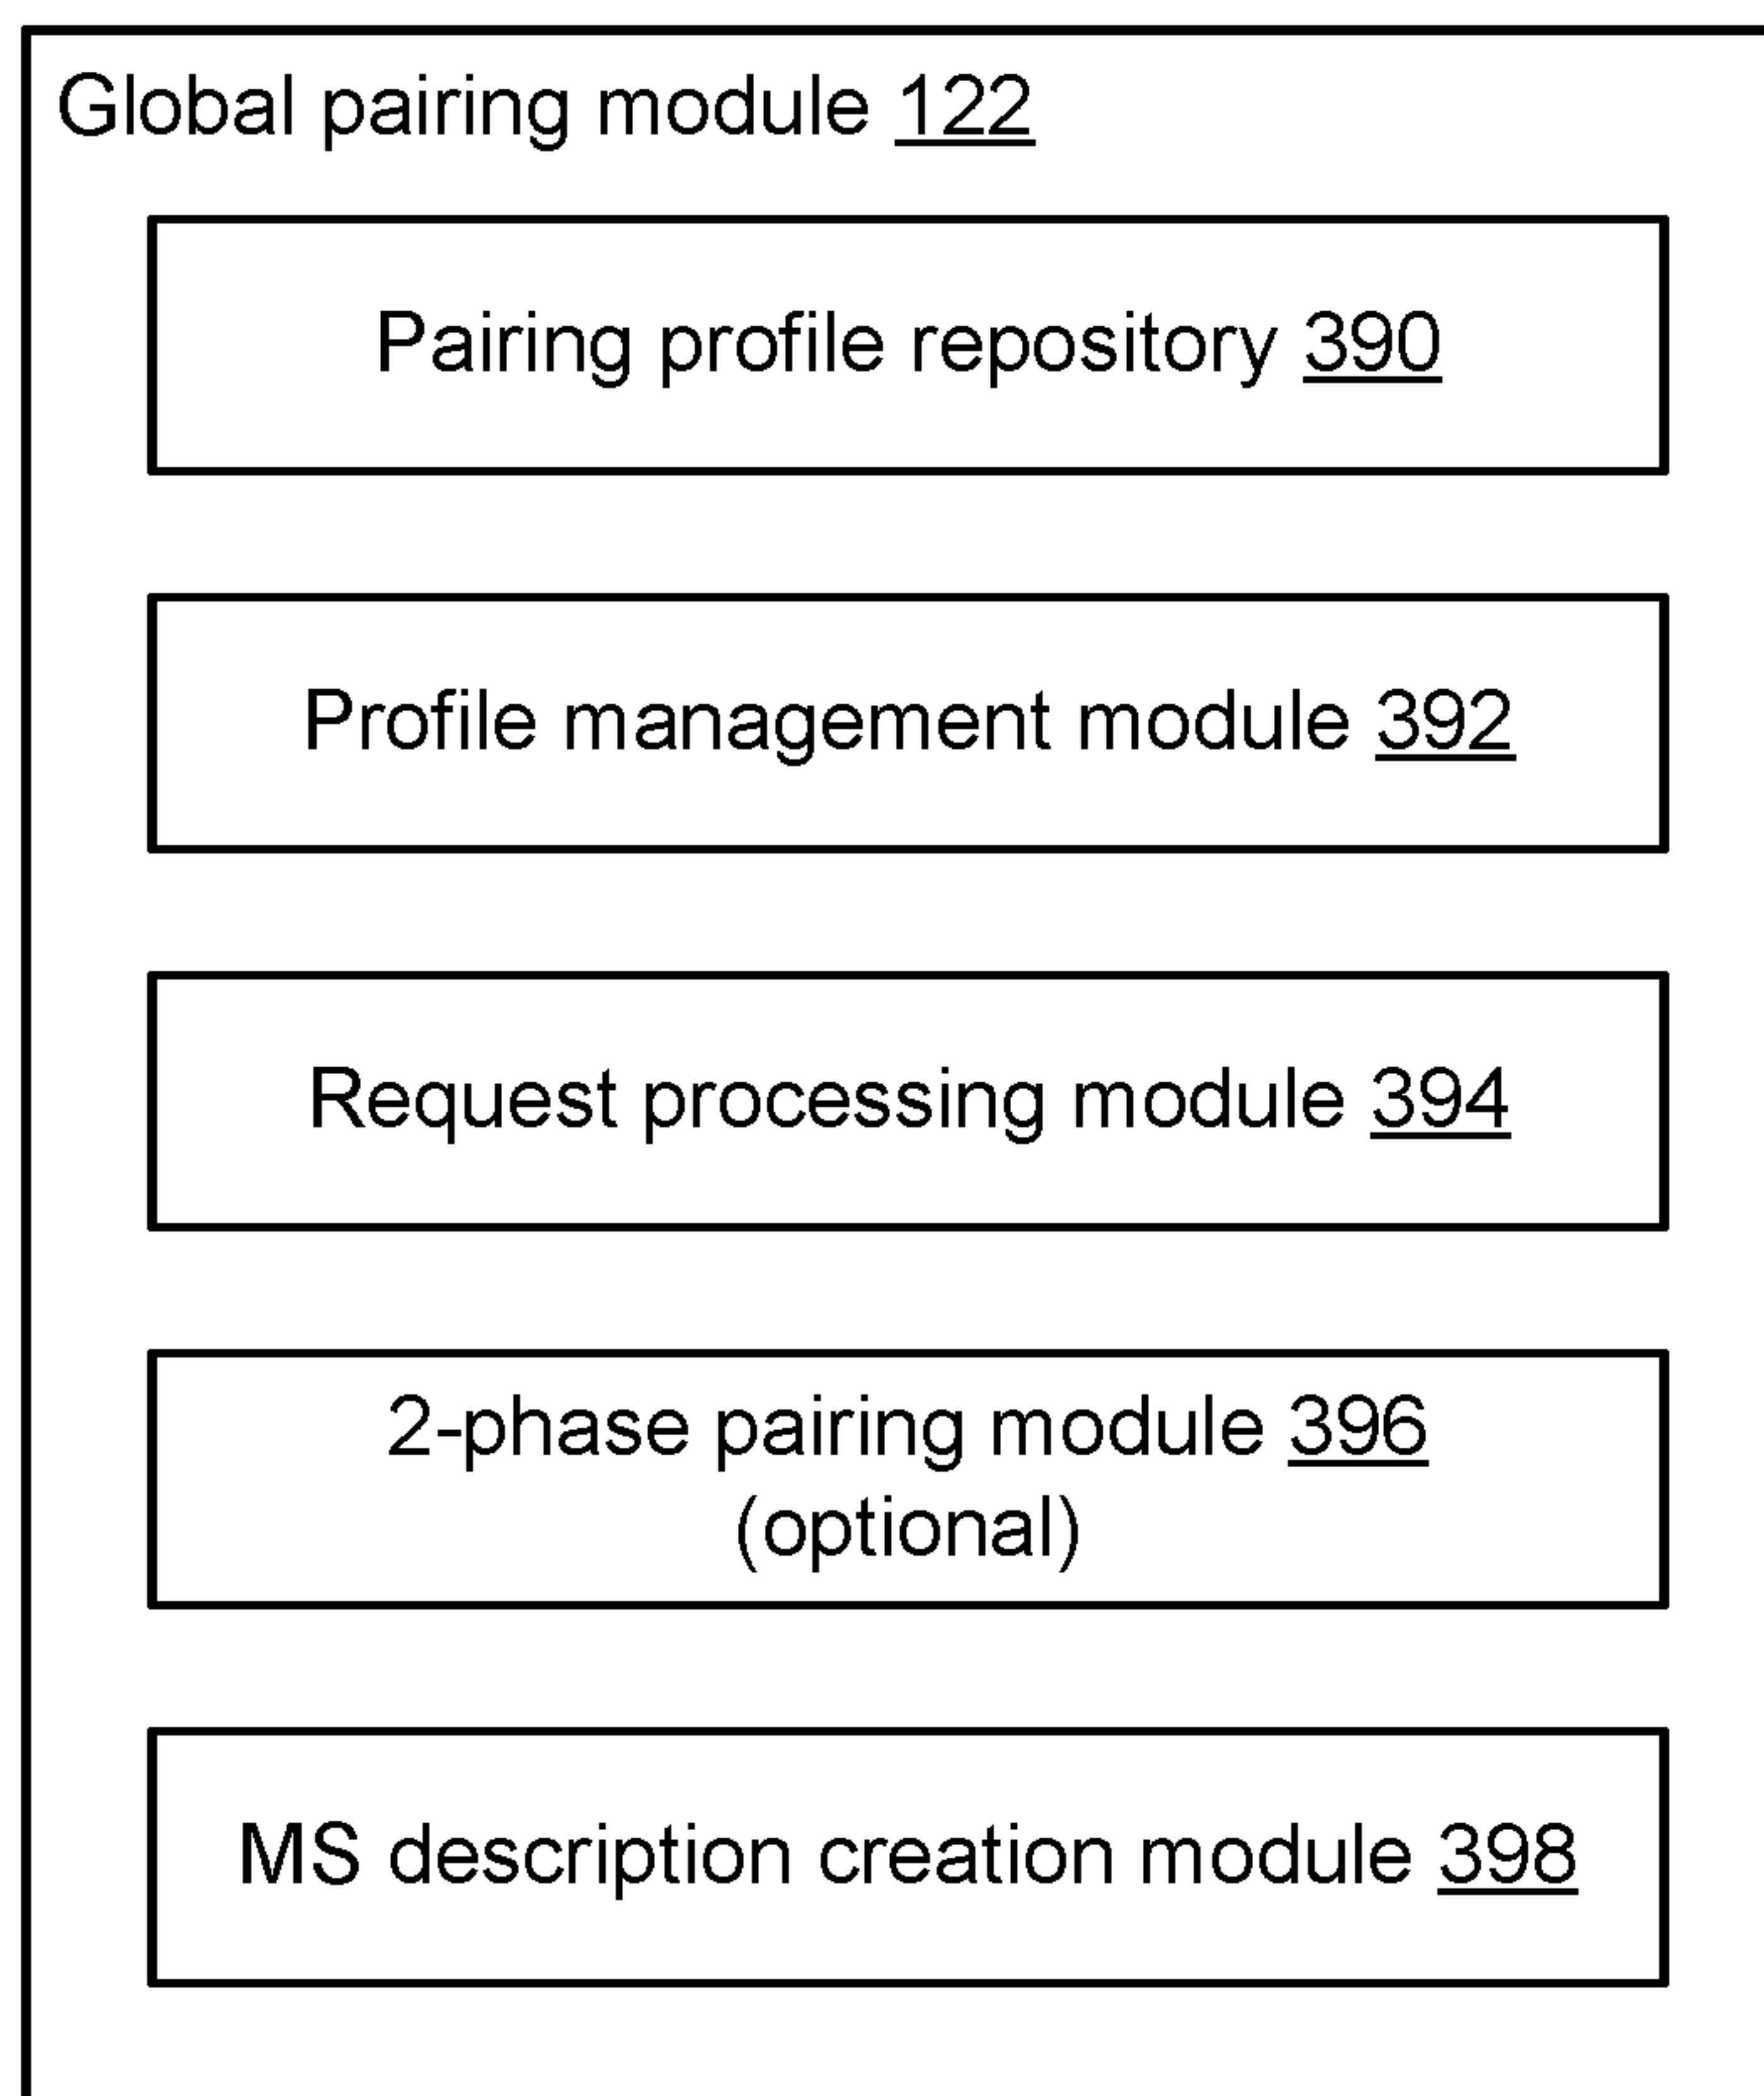 Global pairing module 122
Pairing profile repository 390
Profile management module 392
Request processing module 394
2-phase pairing module 396
(optional)
MS description creation module 398